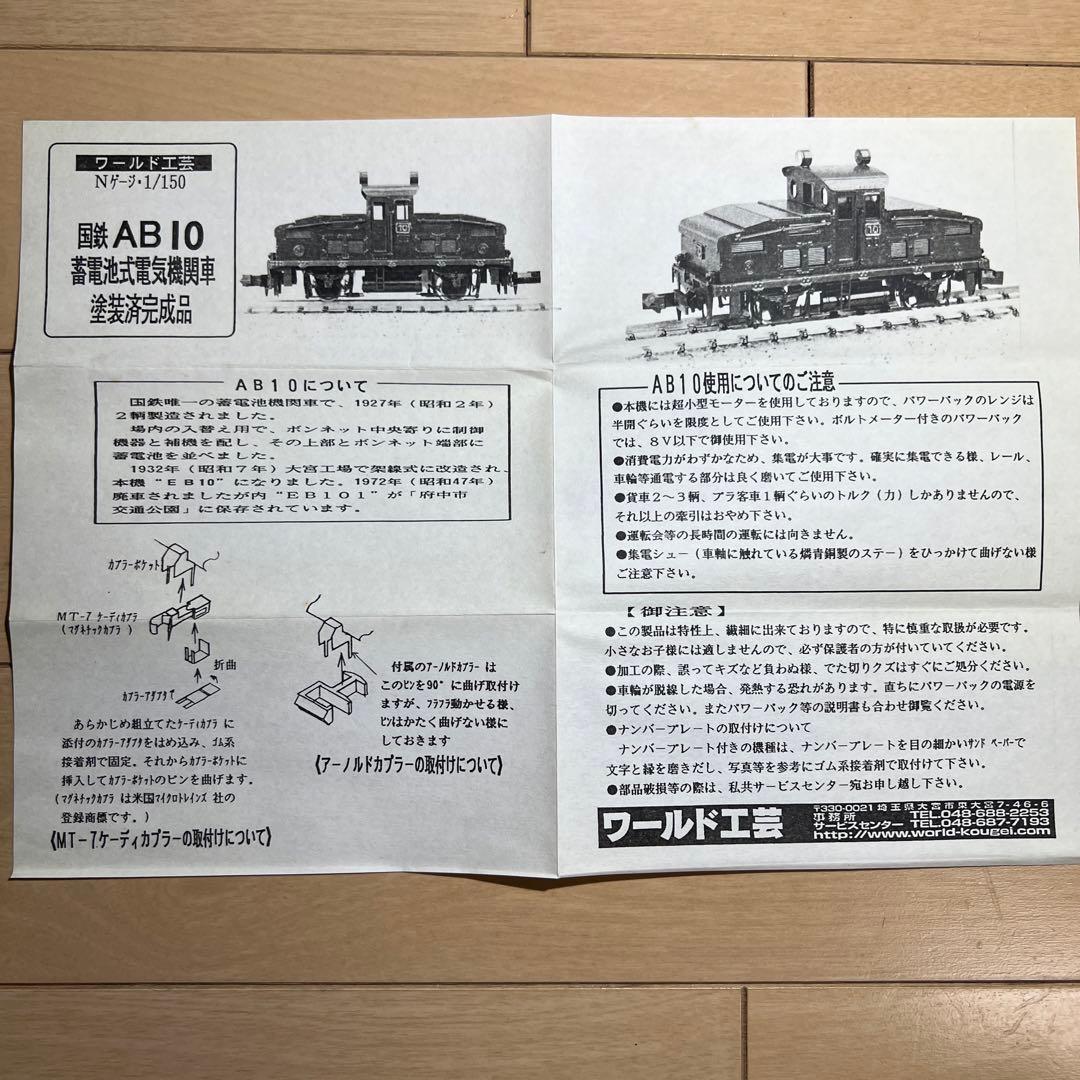 ワールド工芸
Nゲージ・1/150
国鉄 AB10
蓄電池式電気機関車
塗装済完成品
10
AB10について
国鉄唯一の蓄電池機関車で、1927年(昭和2年)
2輌製造されました。
場内の入替え用で、ボンネット中央寄りに制御
機器と補機を配し、その上部とボンネット端部に
蓄電池を並べました。
1932年(昭和7年)大宮工場で架線式に改造され、
本機“EB10”になりました。1972年(昭和47年)
廃車されましたが内“EB101”が「府中市
交通公園」に保存されています。
カプラーポケット
MT-7 ケーディカプラ
(マグネチックカプラ)
折曲
カプラーアダプタ
あらかじめ組立てたケーディカプラ に
添付のカプラーアダプタをはめ込み、ゴム系
接着剤で固定。それからカプラーポケットに
挿入してカプラーポケットのピンを曲げます。
(マグネチックカプラ は米国マイクロトレインズ 社の
登録商標です。)
《MT-7ケーディカプラーの取付けについて》
付属のアーノルドカプラー は
このピンを90°に曲げ取付け
ますが、フラフラ動かせる様、
ピンはかたく曲げない様に
しておきます
《アーノルドカプラーの取付けについて》
10
AB10使用についてのご注意
●本機には超小型モーターを使用しておりますので、パワーパックのレンジは
半開ぐらいを限度としてご使用下さい。ボルトメーター付きのパワーパック
では、8V以下で御使用下さい。
●消費電力がわずかなため、集電が大事です。確実に集電できる様、レール、
車輪等通電する部分は良く磨いてご使用下さい。
●貨車2〜3輌、プラ客車1輌ぐらいのトルク(力)しかありませんので、
それ以上の牽引はおやめ下さい。
●運転会等の長時間の運転には向きません。
●集電シュー(車軸に触れている燐青銅製のステー)をひっかけて曲げない様
ご注意下さい。
【御注意】
●この製品は特性上、繊細に出来ておりますので、特に慎重な取扱が必要です。
小さなお子様には適しませんので、必ず保護者の方が付いていてください。
●加工の際、誤ってキズなど負わぬ様、でた切りクズはすぐにご処分ください。
●車輪が脱線した場合、発熱する恐れがあります。直ちにパワーパックの電源を
切ってください。またパワーパック等の説明書も合わせ御覧ください。
●ナンバープレートの取付けについて
ナンバープレート付きの機種は、ナンバープレートを目の細かいサンド ペーパーで
文字と縁を磨きだし、写真等を参考にゴム系接着剤で取付けて下さい。
●部品破損等の際は、私共サービスセンター宛お申し越し下さい。
ワールド工芸
〒330-0021 埼玉県大宮市東大宮7-46-6
事務所 TEL.048-688-2253
サービスセンター TEL.048-687-7193
http://www.world-kougei.com/